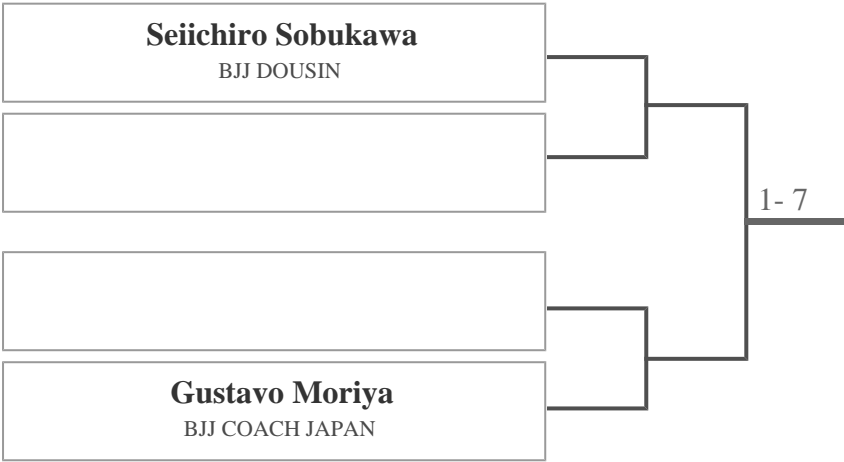 Seiichiro Sobukawa
BJJ DOUSIN
1- 7
Gustavo Moriya
BJJ COACH JAPAN